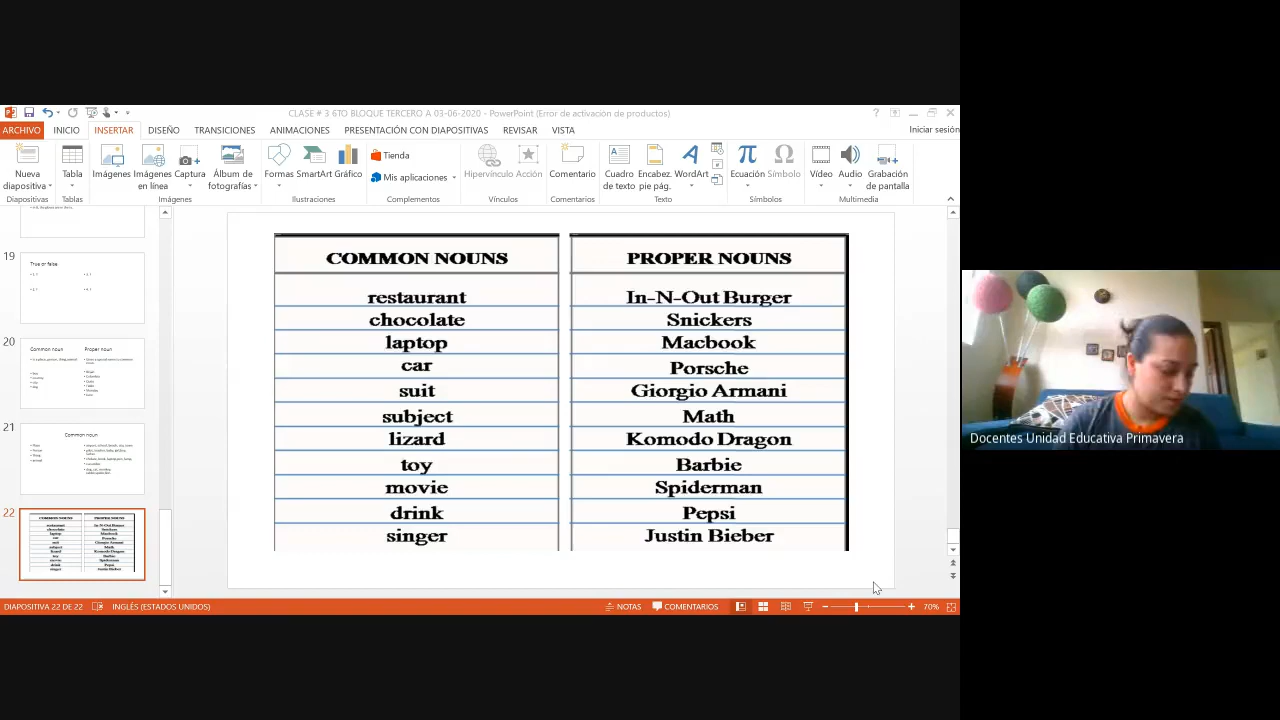 CLASE # 3 6TO BLOQUE TERCERO A 03-06-2020 - PowerPoint (Error de activación de productos)
ARCHIVO INICIO INSERTAR DISEÑO TRANSICIONES ANIMACIONES PRESENTACIÓN CON DIAPOSITIVAS REVISAR VISTA Iniciar sesión
Nueva diapositiva
Tabla
Imágenes
Imágenes en línea
Captura
Álbum de fotografías
Formas
SmartArt
Gráfico
Tienda
Mis aplicaciones
Hipervínculo
Acción
Comentario
Cuadro de texto
Encabez. pie pág.
WordArt
Ecuación
Símbolo
Vídeo
Audio
Grabación de pantalla
Diapositivas Tablas Imágenes Ilustraciones Complementos Vínculos Comentarios Texto Símbolos Multimedia
19
True or false.
20
Common noun Proper noun
21
Common noun
22
COMMON NOUNS PROPER NOUNS
restaurant In-N-Out Burger
chocolate Snickers
laptop Macbook
car Porsche
suit Giorgio Armani
subject Math
lizard Komodo Dragon
toy Barbie
movie Spiderman
drink Pepsi
singer Justin Bieber
DIAPOSITIVA 22 DE 22 INGLÉS (ESTADOS UNIDOS) NOTAS COMENTARIOS 70%
Docentes Unidad Educativa Primavera